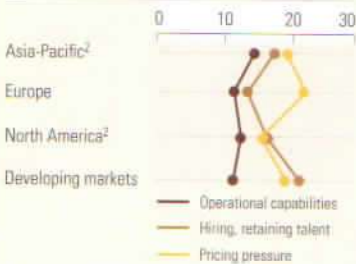 0 10 20 30
Asia-Pacific²
Europe
North America²
Developing markets
Operational capabilities
Hiring, retaining talent
Pricing pressure